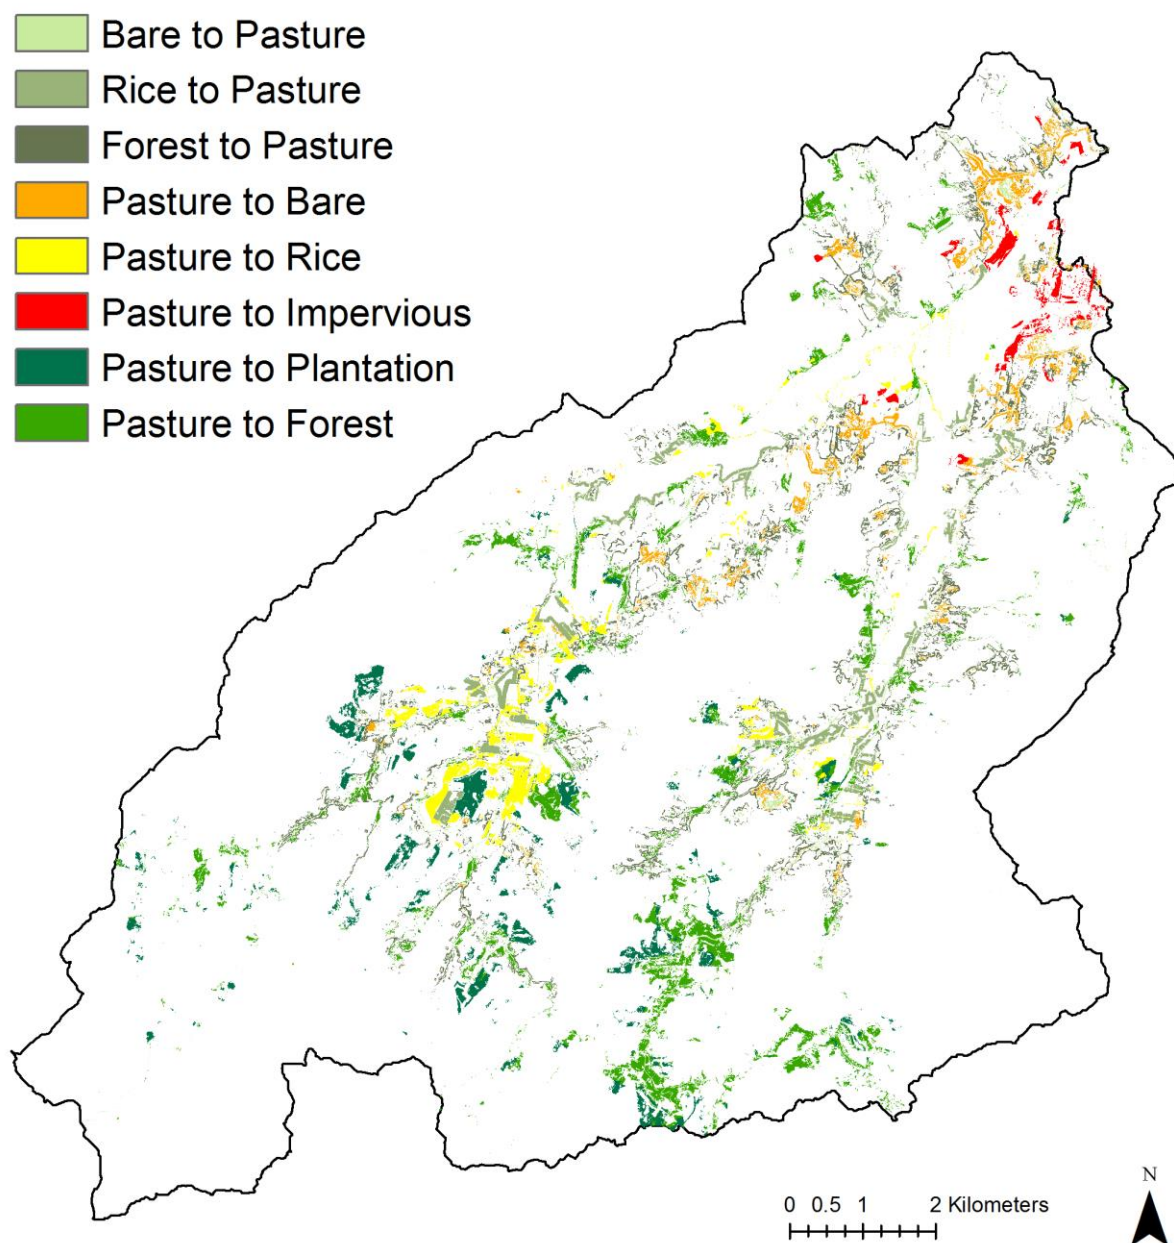 Bare to Pasture
Rice to Pasture
Forest to Pasture
Pasture to Bare
Pasture to Rice
Pasture to Impervious
Pasture to Plantation
Pasture to Forest
N
0 0.5 1 2 Kilometers